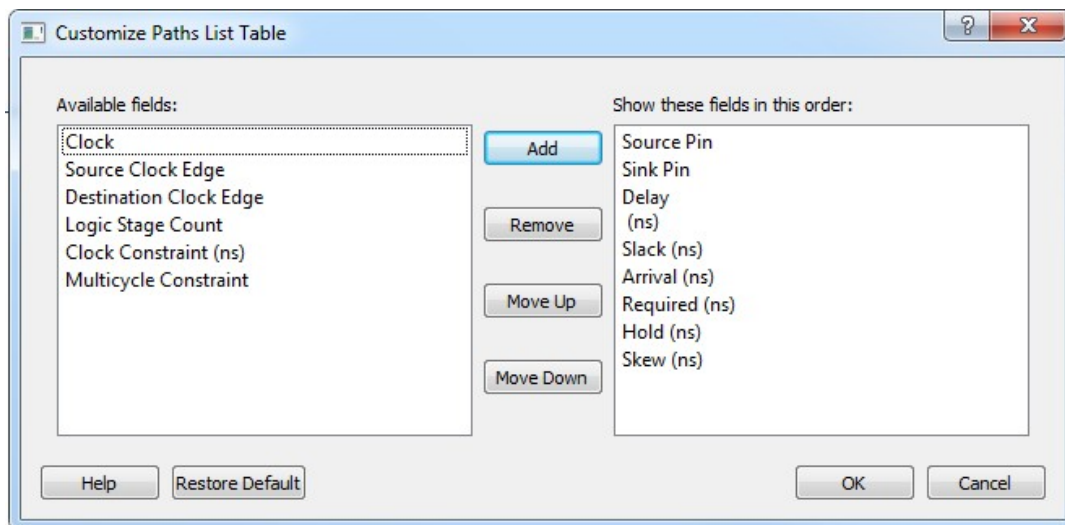 Customize Paths List Table
Available fields:
Clock
Source Clock Edge
Destination Clock Edge
Logic Stage Count
Clock Constraint (ns)
Multicycle Constraint
Add
Remove
Move Up
Move Down
Show these fields in this order:
Source Pin
Sink Pin
Delay
(ns)
Slack (ns)
Arrival (ns)
Required (ns)
Hold (ns)
Skew (ns)
Help
Restore Default
OK
Cancel